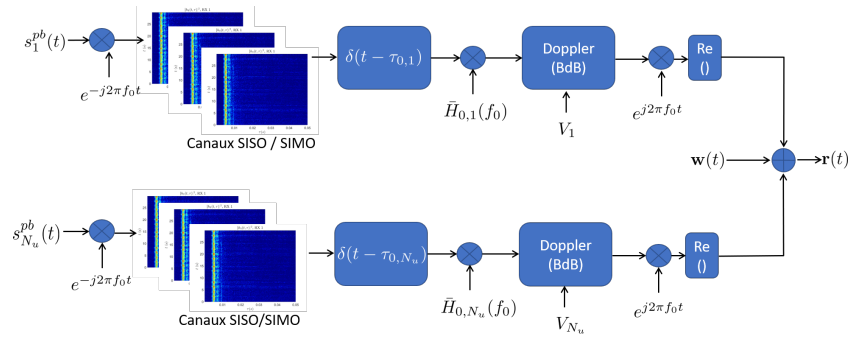 s_1^{pb}(t)
e^{-j2πf_0t}
Canaux SISO / SIMO
δ(t − τ_{0,1})
H̄_{0,1}(f_0)
Doppler
(BdB)
V_1
e^{j2πf_0t}
Re
()
w(t)
r(t)
s_{N_u}^{pb}(t)
e^{-j2πf_0t}
Canaux SISO/SIMO
δ(t − τ_{0,N_u})
H̄_{0,N_u}(f_0)
Doppler
(BdB)
V_{N_u}
e^{j2πf_0t}
Re
()